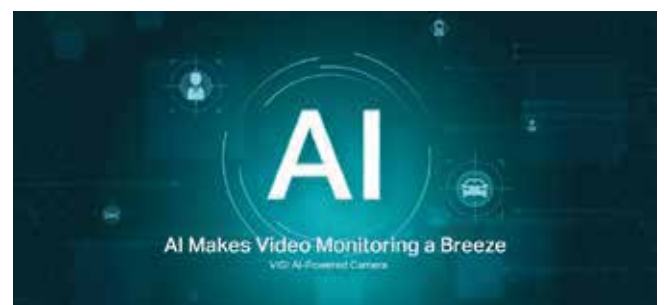 AI
AI Makes Video Monitoring a Breeze
VIGI AI-Powered Camera